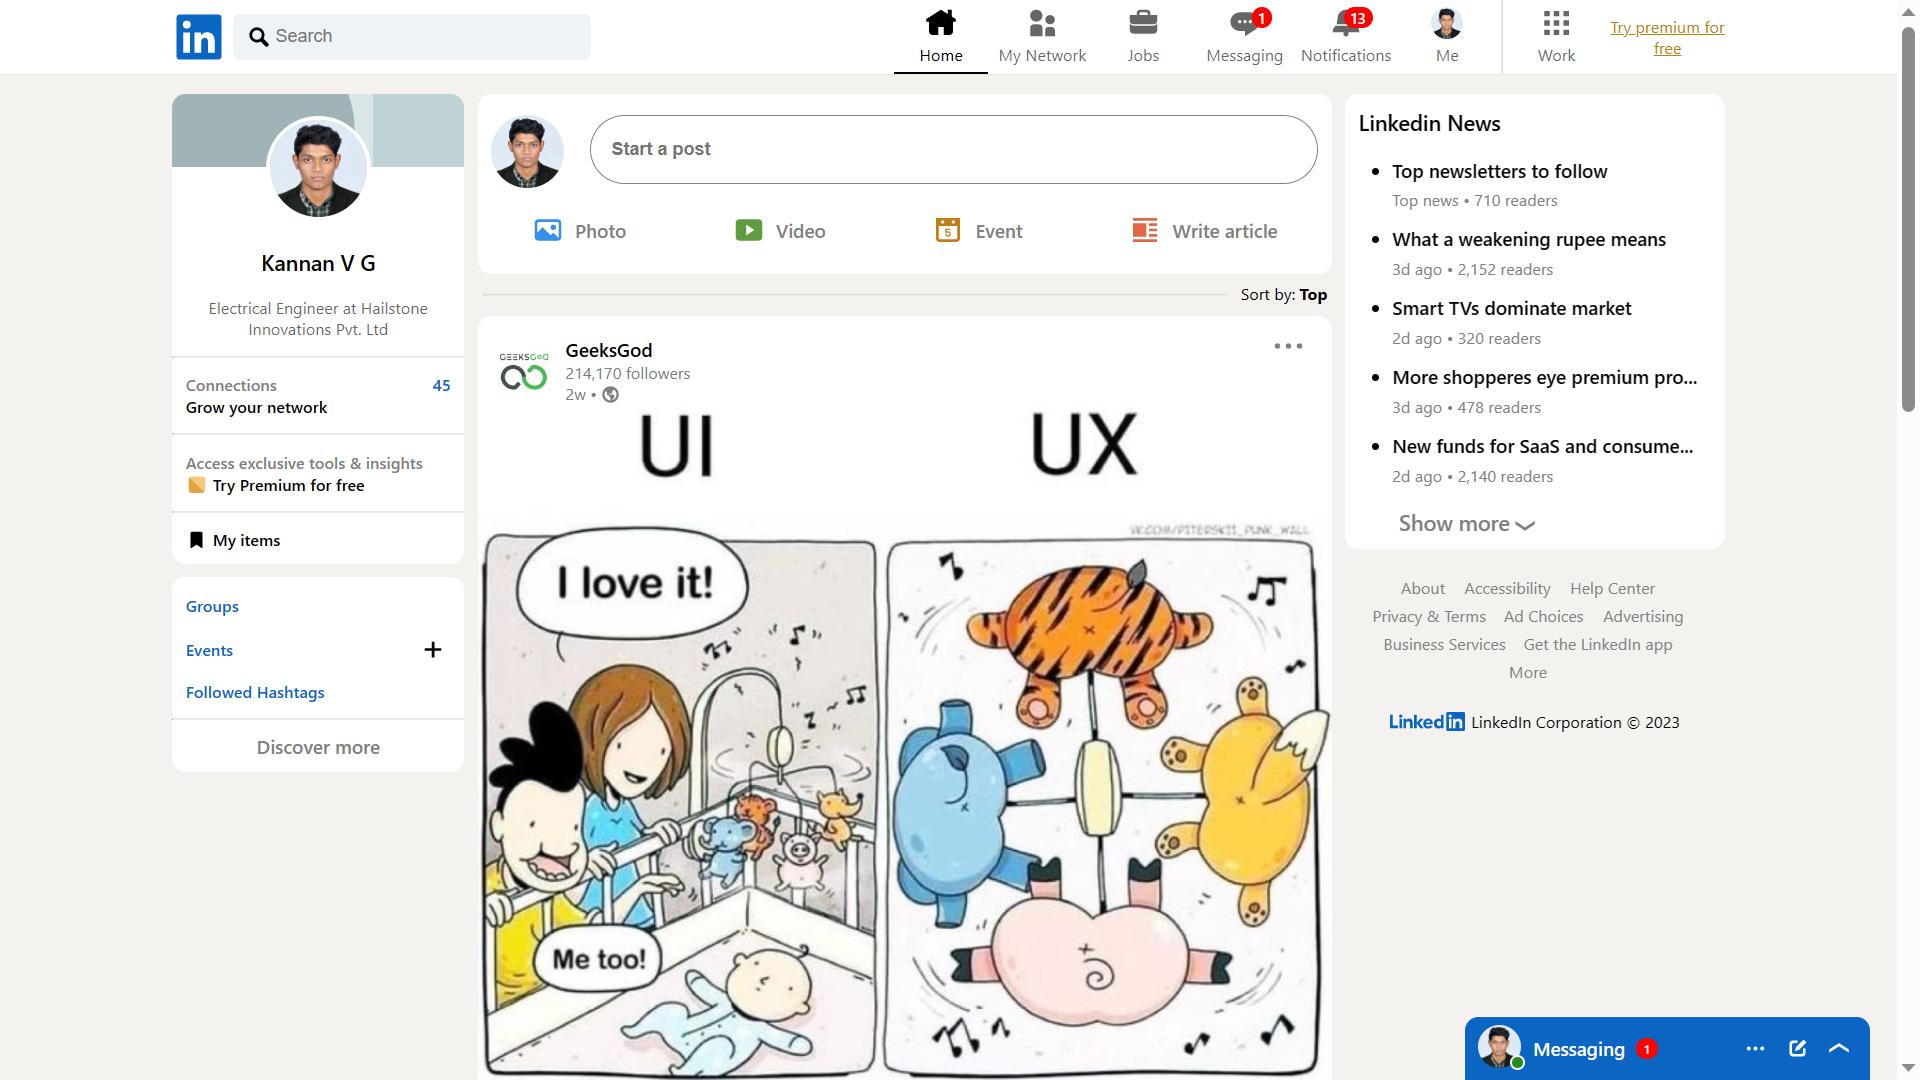 in
Search
Home
My Network
Jobs
Messaging
1
Notifications
13
Me
Work
Try premium for
free
Kannan V G
Electrical Engineer at Hailstone
Innovations Pvt. Ltd
Connections 45
Grow your network
Access exclusive tools & insights
Try Premium for free
My items
Groups
Events
Followed Hashtags
Discover more
Start a post
Photo
Video
5
Event
Write article
Sort by: Top
GEEKSGOD
GeeksGod
214,170 followers
2w •
UI
UX
VK.COM/PITERSKII_PUNK_WALL
I love it!
Me too!
Linkedin News
Top newsletters to follow
Top news • 710 readers
What a weakening rupee means
3d ago • 2,152 readers
Smart TVs dominate market
2d ago • 320 readers
More shopperes eye premium pro...
3d ago • 478 readers
New funds for SaaS and consume...
2d ago • 2,140 readers
Show more
About Accessibility Help Center
Privacy & Terms Ad Choices Advertising
Business Services Get the LinkedIn app
More
Linkedin LinkedIn Corporation © 2023
Messaging 1